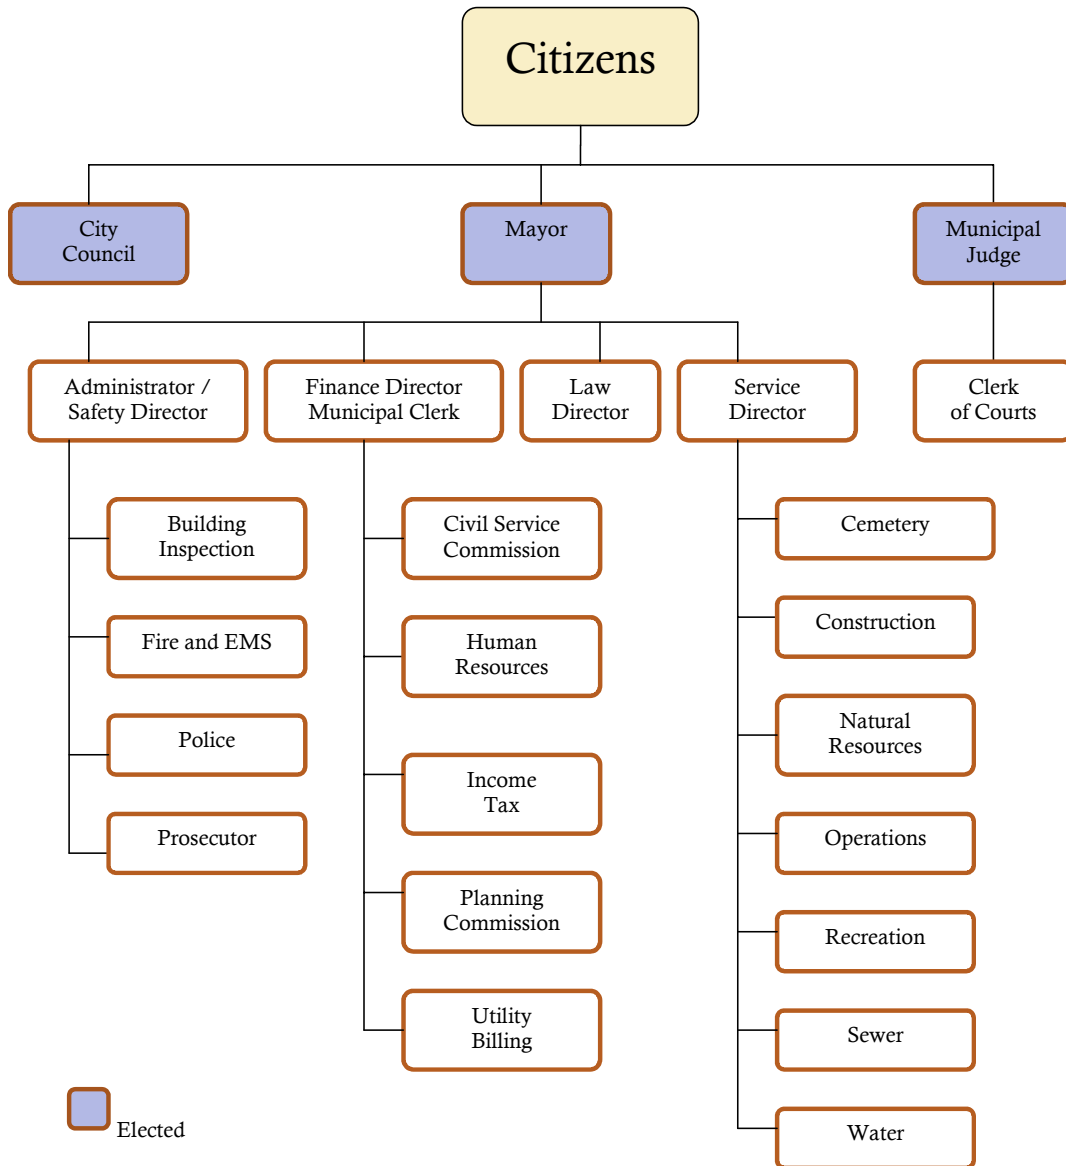 Citizens
City
Council
Mayor
Municipal
Judge
Administrator /
Safety Director
Finance Director
Municipal Clerk
Law
Director
Service
Director
Clerk
of Courts
Building
Inspection
Fire and EMS
Police
Prosecutor
Civil Service
Commission
Human
Resources
Income
Tax
Planning
Commission
Utility
Billing
Cemetery
Construction
Natural
Resources
Operations
Recreation
Sewer
Water
Elected